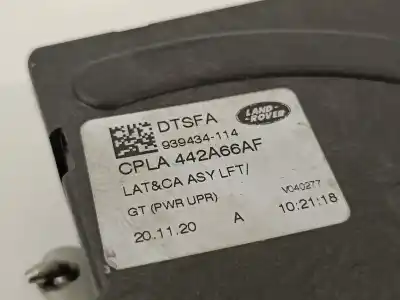 DTSFA
LAND-
ROVER
939434-114
CPLA 442A66AF
LAT&CA ASY LFT/
GT (PWR UPR)
V040277
20.11.20 A 10:21:18